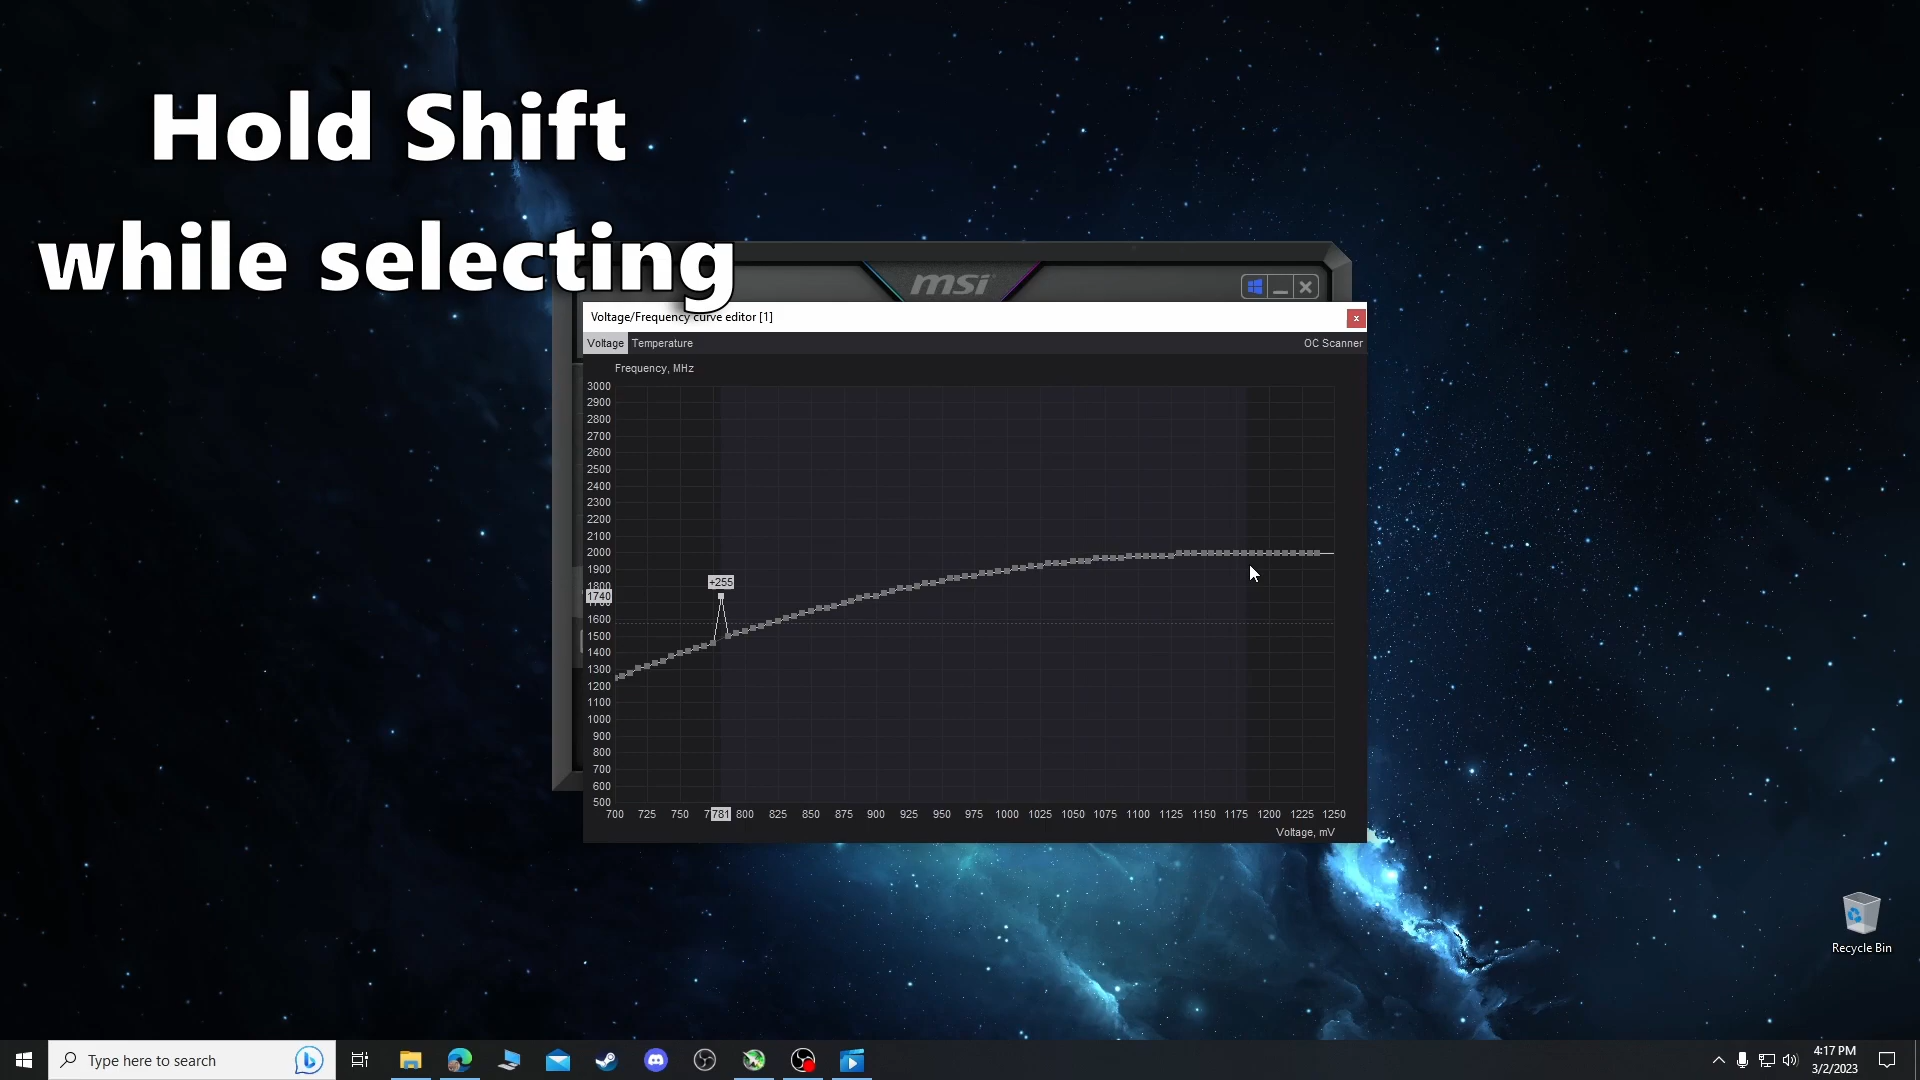 Hold Shift
while selecting
msi
Voltage/Frequency curve editor [1]
x
Voltage Temperature OC Scanner
Frequency, MHz
3000
2900
2800
2700
2600
2500
2400
2300
2200
2100
2000
1900
+255
1800
1740
1600
1500
1400
1300
1200
1100
1000
900
800
700
600
500
700 725 750 781 800 825 850 875 900 925 950 975 1000 1025 1050 1075 1100 1125 1150 1175 1200 1225 1250
Voltage, mV
Recycle Bin
Type here to search
4:17 PM
3/2/2023